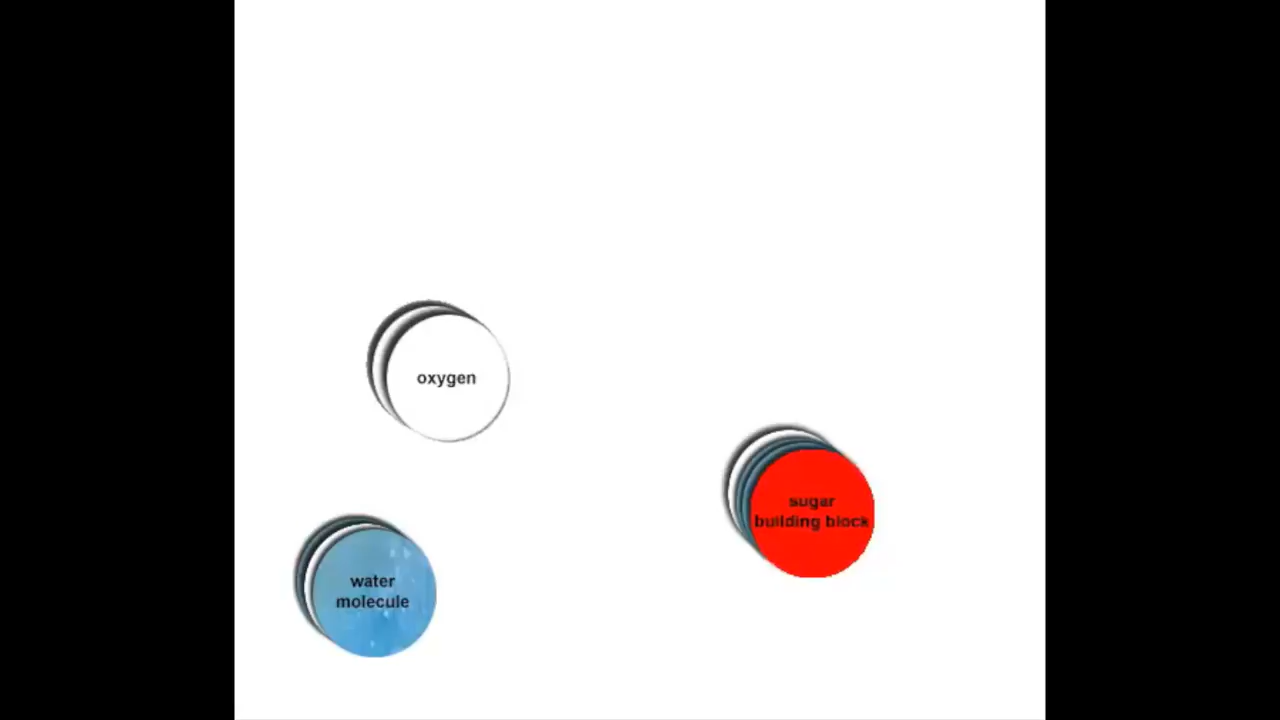 oxygen
sugar
building block
water
molecule